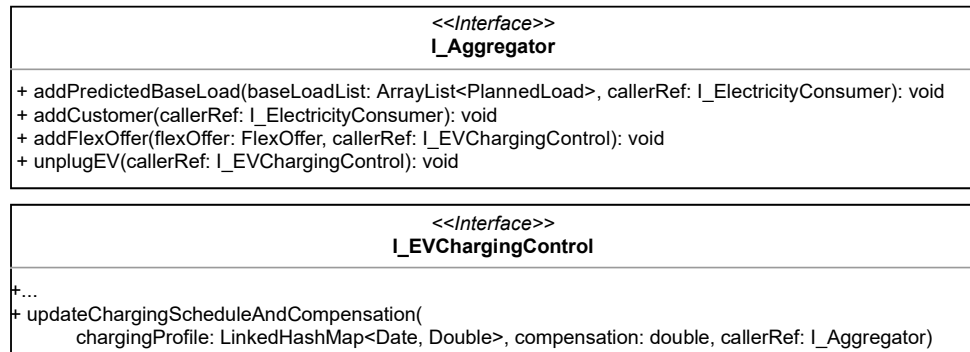 <<Interface>>
I_Aggregator
+ addPredictedBaseLoad(baseLoadList: ArrayList<PlannedLoad>, callerRef: I_ElectricityConsumer): void
+ addCustomer(callerRef: I_ElectricityConsumer): void
+ addFlexOffer(flexOffer: FlexOffer, callerRef: I_EVChargingControl): void
+ unplugEV(callerRef: I_EVChargingControl): void
<<Interface>>
I_EVChargingControl
+...
+ updateChargingScheduleAndCompensation(
chargingProfile: LinkedHashMap<Date, Double>, compensation: double, callerRef: I_Aggregator)